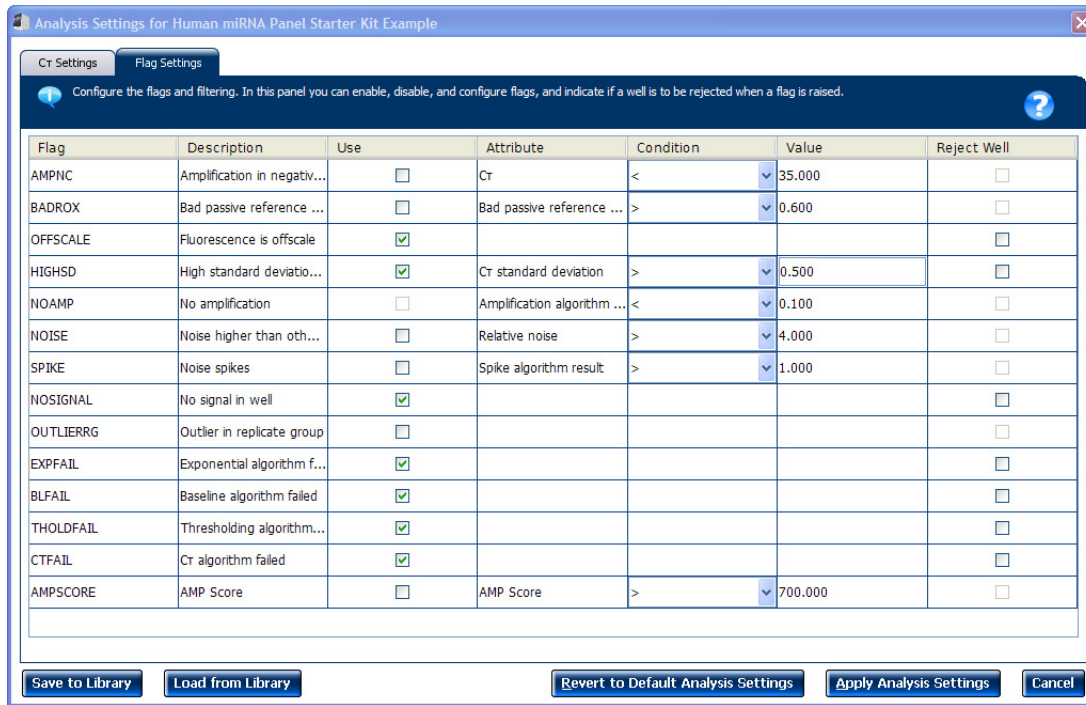 Analysis Settings for Human miRNA Panel Starter Kit Example
Cᴛ Settings Flag Settings
Configure the flags and filtering. In this panel you can enable, disable, and configure flags, and indicate if a well is to be rejected when a flag is raised.
Flag Description Use Attribute Condition Value Reject Well
AMPNC Amplification in negativ... Cᴛ < 35.000
BADROX Bad passive reference ... Bad passive reference ... > 0.600
OFFSCALE Fluorescence is offscale
HIGHSD High standard deviatio... Cᴛ standard deviation > 0.500
NOAMP No amplification Amplification algorithm ... < 0.100
NOISE Noise higher than oth... Relative noise > 4.000
SPIKE Noise spikes Spike algorithm result > 1.000
NOSIGNAL No signal in well
OUTLIERRG Outlier in replicate group
EXPFAIL Exponential algorithm f...
BLFAIL Baseline algorithm failed
THOLDFAIL Thresholding algorithm...
CTFAIL Cᴛ algorithm failed
AMPSCORE AMP Score AMP Score > 700.000
Save to Library Load from Library Revert to Default Analysis Settings Apply Analysis Settings Cancel